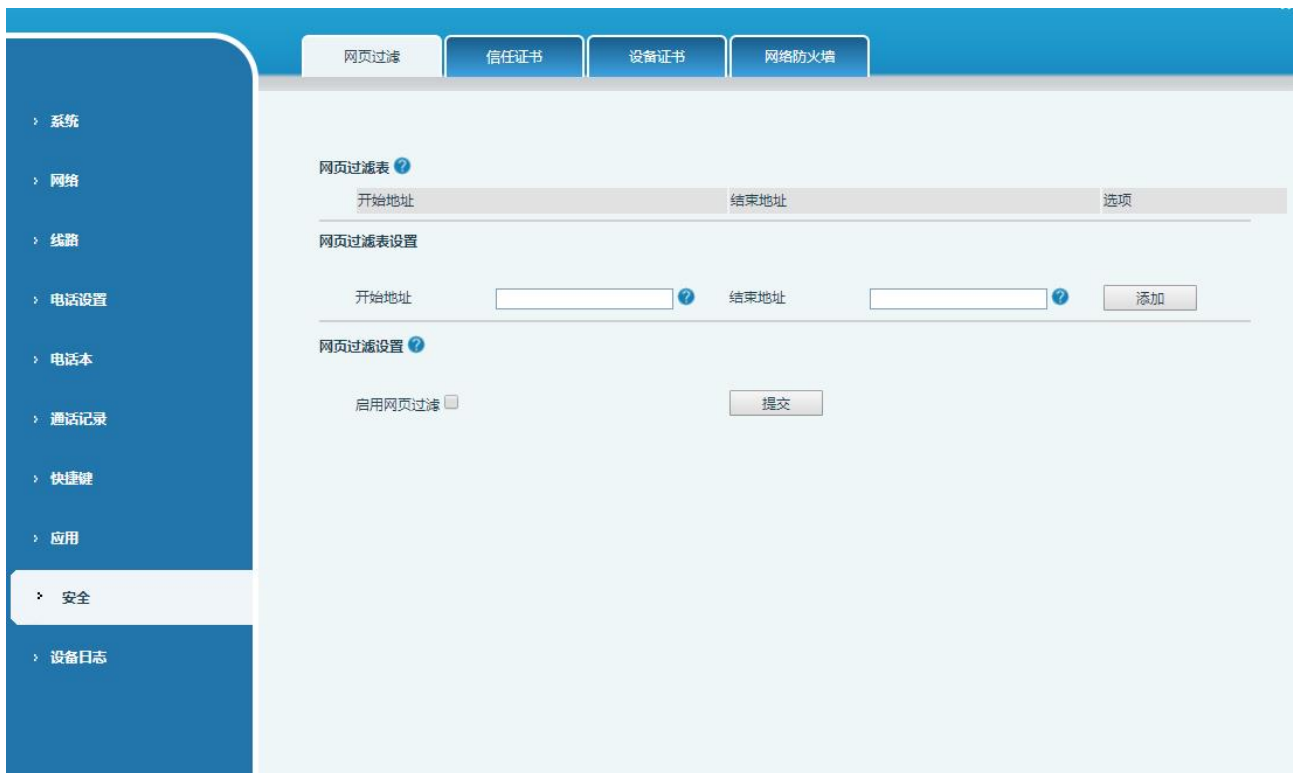 网页过滤 信任证书 设备证书 网络防火墙
系统
网络
线路
电话设置
电话本
通话记录
快捷键
应用
安全
设备日志
网页过滤表
开始地址 结束地址 选项
网页过滤表设置
开始地址 结束地址 添加
网页过滤设置
启用网页过滤 提交